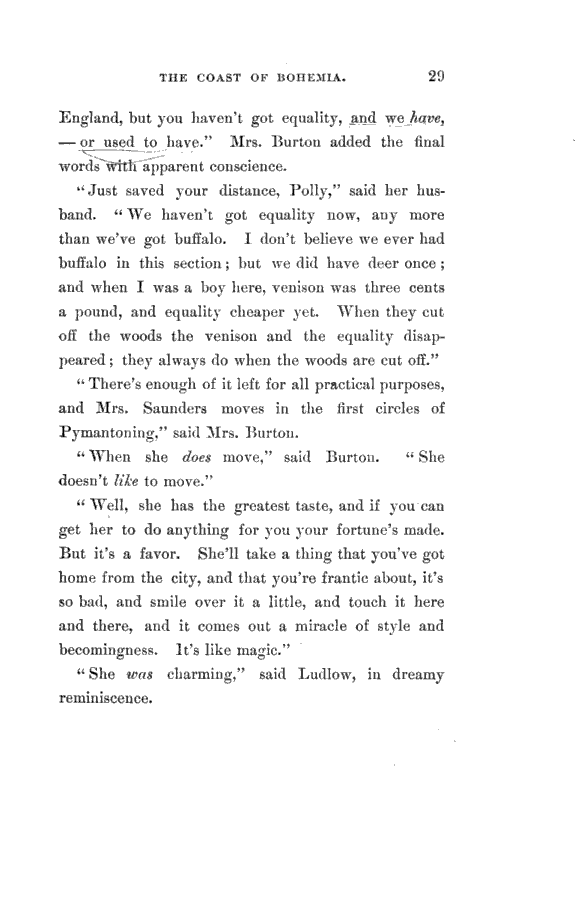 THE COAST OF BOHEMIA. 29
England, but you haven't got equality, and we have,
— or used to have." Mrs. Burton added the final
words with apparent conscience.
"Just saved your distance, Polly," said her hus-
band. "We haven't got equality now, any more
than we've got buffalo. I don't believe we ever had
buffalo in this section; but we did have deer once;
and when I was a boy here, venison was three cents
a pound, and equality cheaper yet. When they cut
off the woods the venison and the equality disap-
peared; they always do when the woods are cut off."
"There's enough of it left for all practical purposes,
and Mrs. Saunders moves in the first circles of
Pymantoning," said Mrs. Burton.
"When she does move," said Burton. "She
doesn't like to move."
"Well, she has the greatest taste, and if you can
get her to do anything for you your fortune's made.
But it's a favor. She'll take a thing that you've got
home from the city, and that you're frantic about, it's
so bad, and smile over it a little, and touch it here
and there, and it comes out a miracle of style and
becomingness. It's like magic."
"She was charming," said Ludlow, in dreamy
reminiscence.